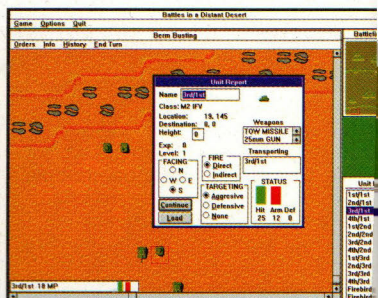 Battles in a Distant Desert
Game Options Quit
Berm Busting
Orders Info History End Turn
Unit Report
Name 3rd/1st
Class: M2 IFV
Location: 19, 145
Destination: 0, 0
Height: 0
Exp: 0
Level: 1
Weapons
TOW MISSILE
25mm GUN
Transporting
3rd/1st
FACING
N
W E
S
FIRE
Direct
Indirect
TARGETING
Aggressive
Defensive
None
STATUS
Hit Arm Def
25 12 0
Continue
Load
3rd/1st 18 MP
Battlefi
Unit L
1st/1st
2nd/1st
3rd/1st
4th/1st
1st/2nd
2nd/2nd
3rd/2nd
4th/2nd
1st/3rd
2nd/3rd
3rd/3rd
4th/3rd
Firebird
Firebird